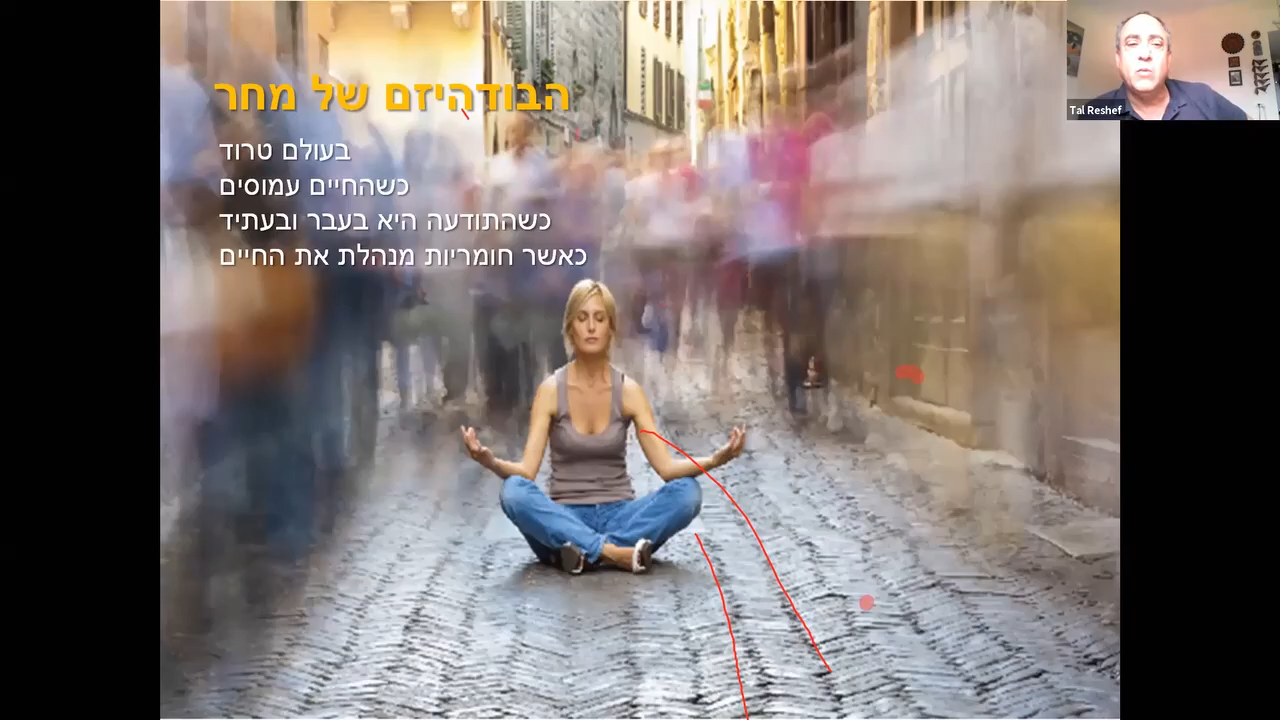 הבודהיזם של מחר
בעולם טרוד
כשהחיים עמוסים
כשהתודעה היא בעבר ובעתיד
כאשר חומריות מנהלת את החיים
Tal Reshef